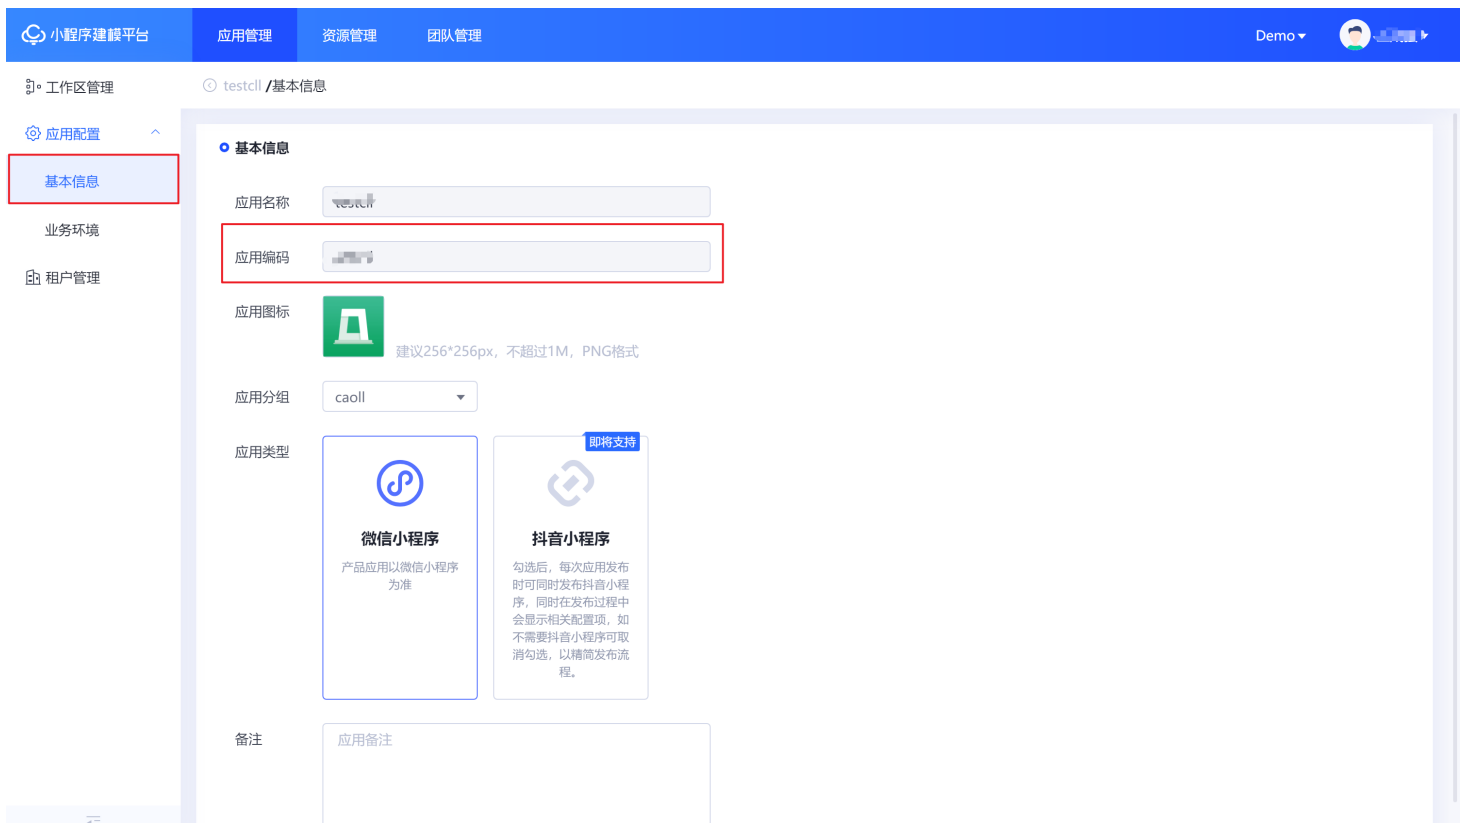 小程序建模平台
应用管理
资源管理
团队管理
Demo
工作区管理
testcll /基本信息
应用配置
基本信息
业务环境
租户管理
基本信息
应用名称
应用编码
应用图标
建议256*256px，不超过1M，PNG格式
应用分组
caoll
应用类型
微信小程序
产品应用以微信小程序
为准
即将支持
抖音小程序
勾选后，每次应用发布
时可同时发布抖音小程
序，同时在发布过程中
会显示相关配置项，如
不需要抖音小程序可取
消勾选，以精简发布流
程。
备注
应用备注